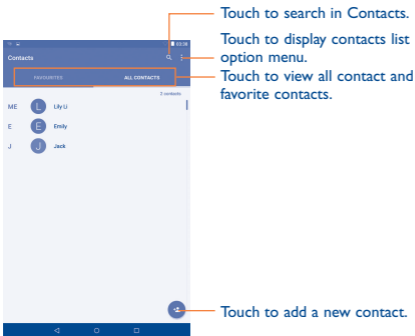 Touch to search in Contacts.
Touch to display contacts list
option menu.
Touch to view all contact and
favorite contacts.
Contacts
FAVOURITES
ALL CONTACTS
2 contacts
ME L Lily Li
E E Emily
J J Jack
Touch to add a new contact.